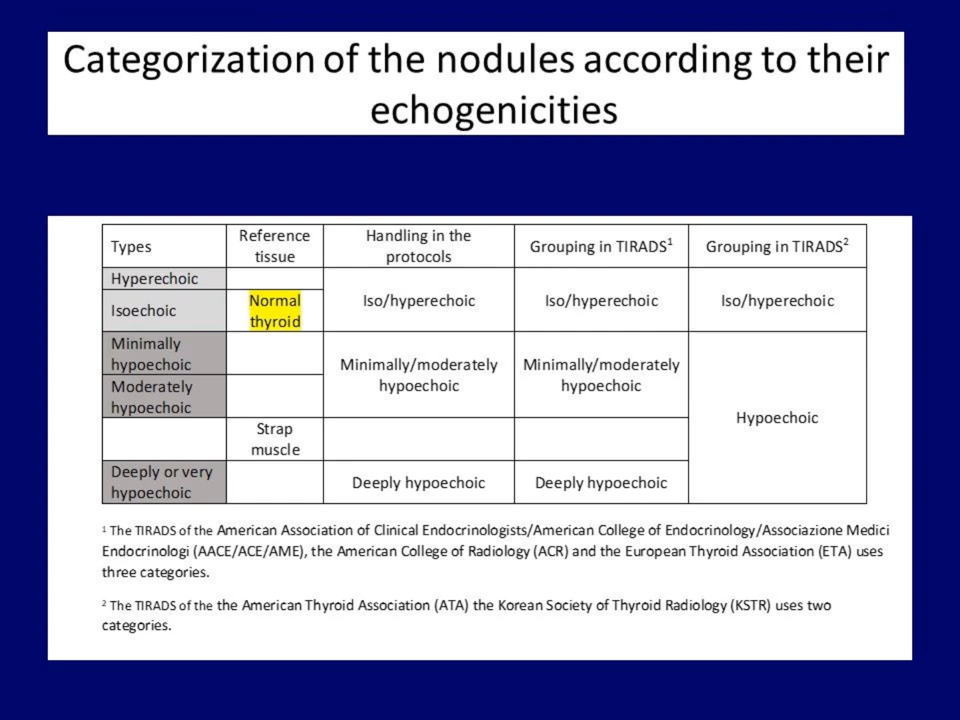 Categorization of the nodules according to their
echogenicities
Types
Reference
tissue
Handling in the
protocols
Grouping in TIRADS¹
Grouping in TIRADS²
Hyperechoic
Isoechoic
Normal
thyroid
Iso/hyperechoic
Iso/hyperechoic
Iso/hyperechoic
Minimally
hypoechoic
Moderately
hypoechoic
Minimally/moderately
hypoechoic
Minimally/moderately
hypoechoic
Hypoechoic
Strap
muscle
Deeply or very
hypoechoic
Deeply hypoechoic
Deeply hypoechoic
¹ The TIRADS of the American Association of Clinical Endocrinologists/American College of Endocrinology/Associazione Medici
Endocrinologi (AACE/ACE/AME), the American College of Radiology (ACR) and the European Thyroid Association (ETA) uses
three categories.
² The TIRADS of the the American Thyroid Association (ATA) the Korean Society of Thyroid Radiology (KSTR) uses two
categories.